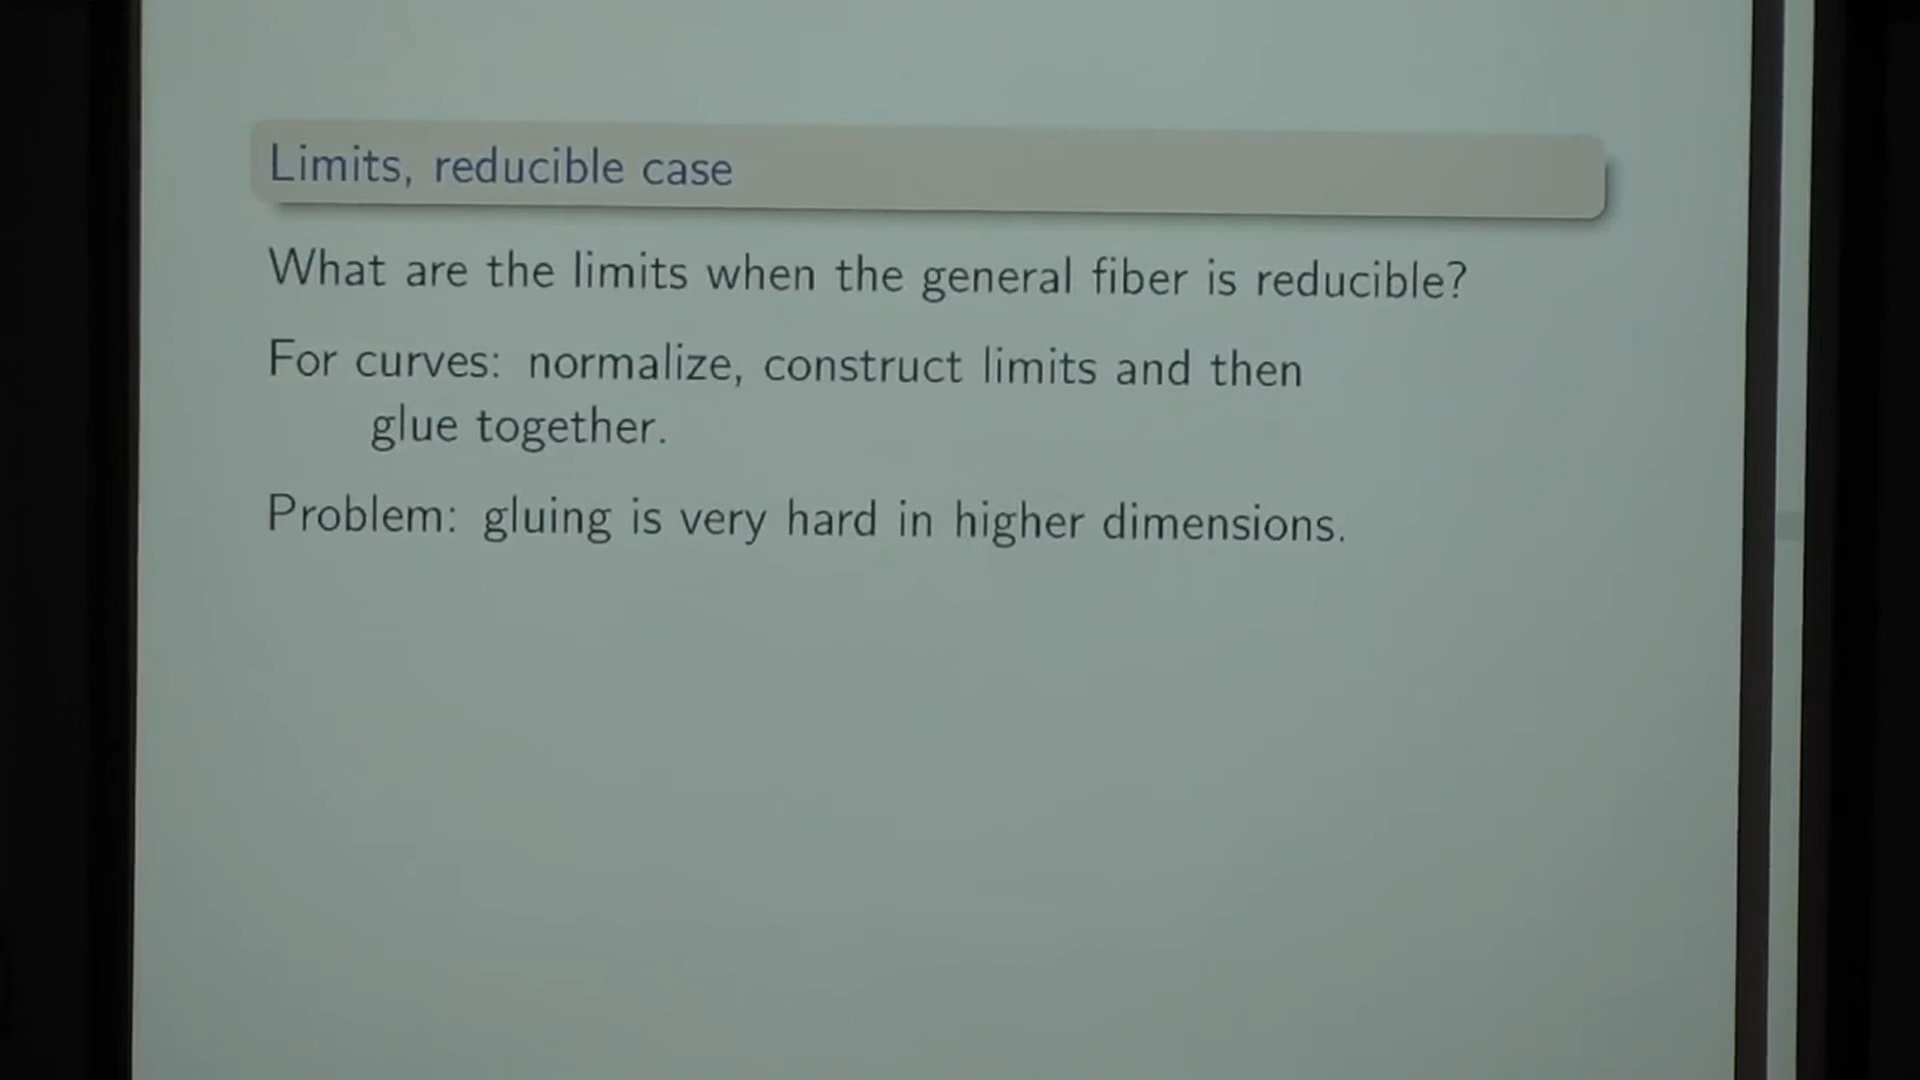 Limits, reducible case
What are the limits when the general fiber is reducible?
For curves: normalize, construct limits and then
glue together.
Problem: gluing is very hard in higher dimensions.